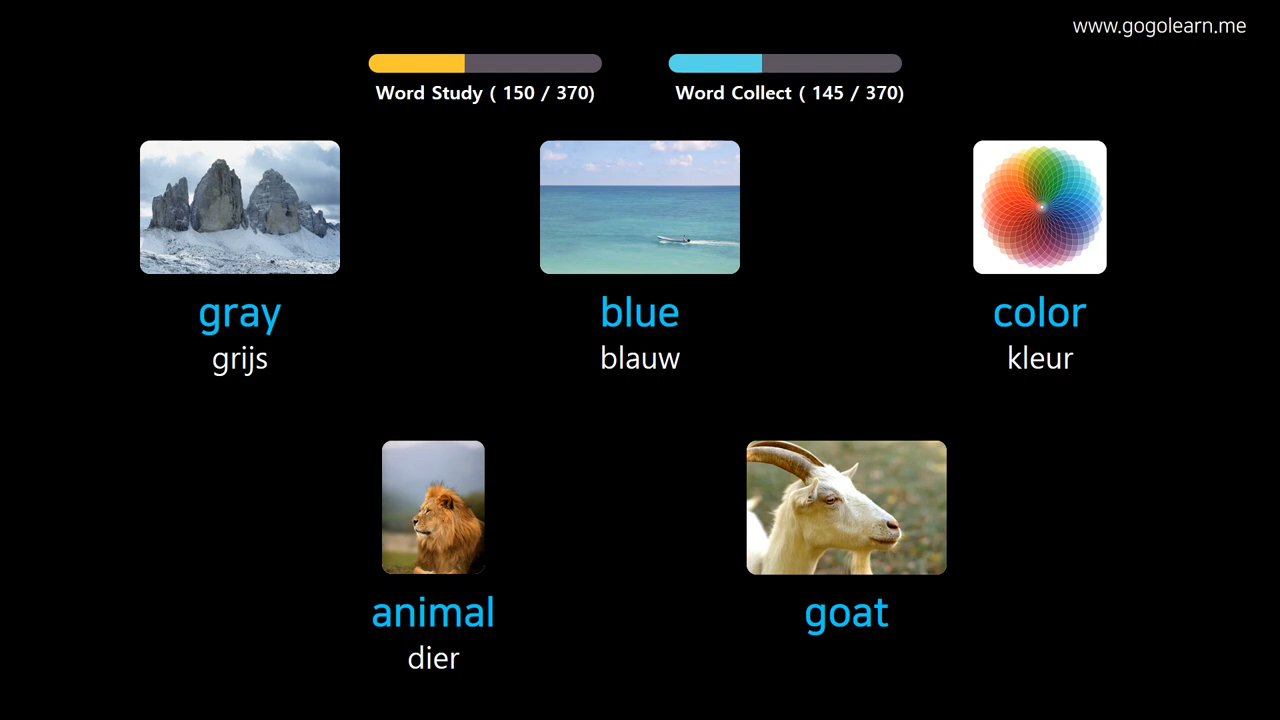 www.gogolearn.me
Word Study ( 150 / 370)
Word Collect ( 145 / 370)
gray
grijs
blue
blauw
color
kleur
animal
dier
goat